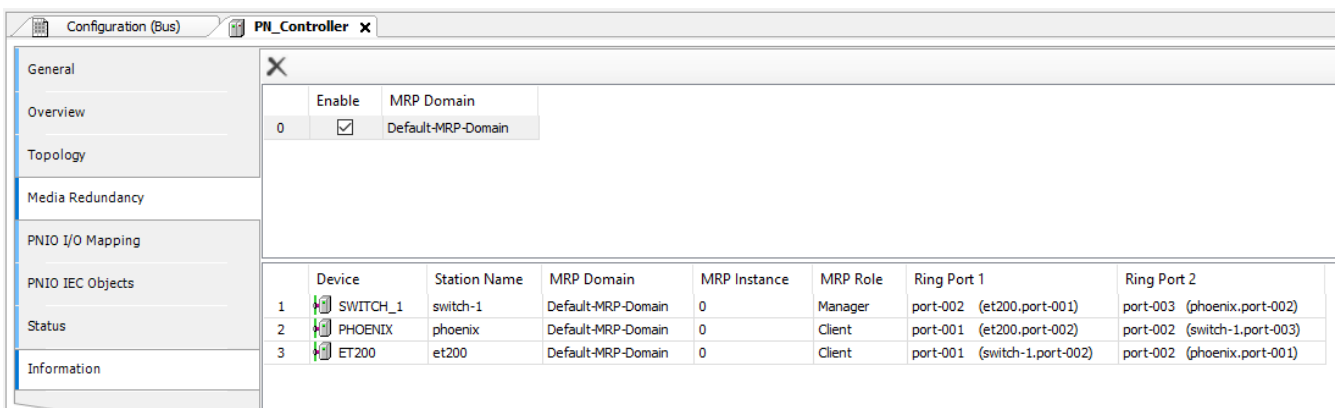 Configuration (Bus) PN_Controller
General
Overview
Topology
Media Redundancy
PNIO I/O Mapping
PNIO IEC Objects
Status
Information
Enable MRP Domain
0 Default-MRP-Domain
Device Station Name MRP Domain MRP Instance MRP Role Ring Port 1 Ring Port 2
1 SWITCH_1 switch-1 Default-MRP-Domain 0 Manager port-002 (et200.port-001) port-003 (phoenix.port-002)
2 PHOENIX phoenix Default-MRP-Domain 0 Client port-001 (et200.port-002) port-002 (switch-1.port-003)
3 ET200 et200 Default-MRP-Domain 0 Client port-001 (switch-1.port-002) port-002 (phoenix.port-001)